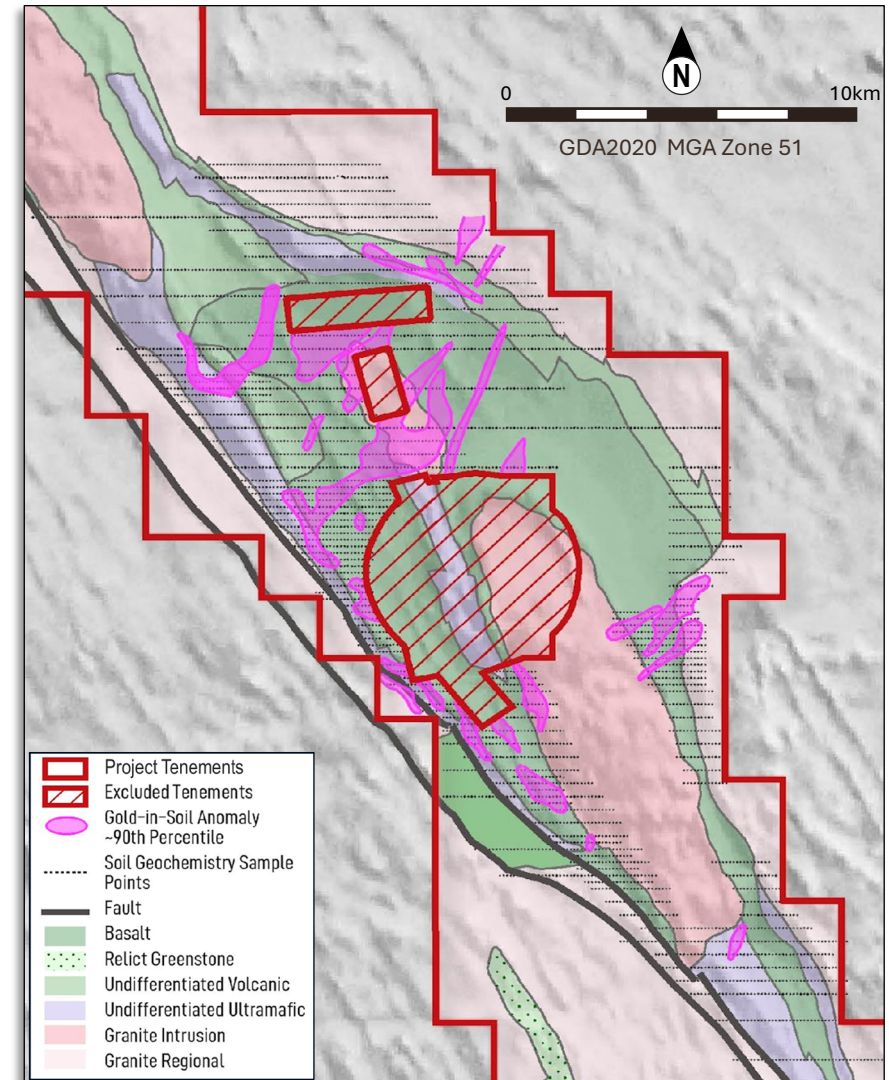 N
0 10km
GDA2020 MGA Zone 51
Project Tenements
Excluded Tenements
Gold-in-Soil Anomaly
~90th Percentile
Soil Geochemistry Sample
Points
Fault
Basalt
Relict Greenstone
Undifferentiated Volcanic
Undifferentiated Ultramafic
Granite Intrusion
Granite Regional